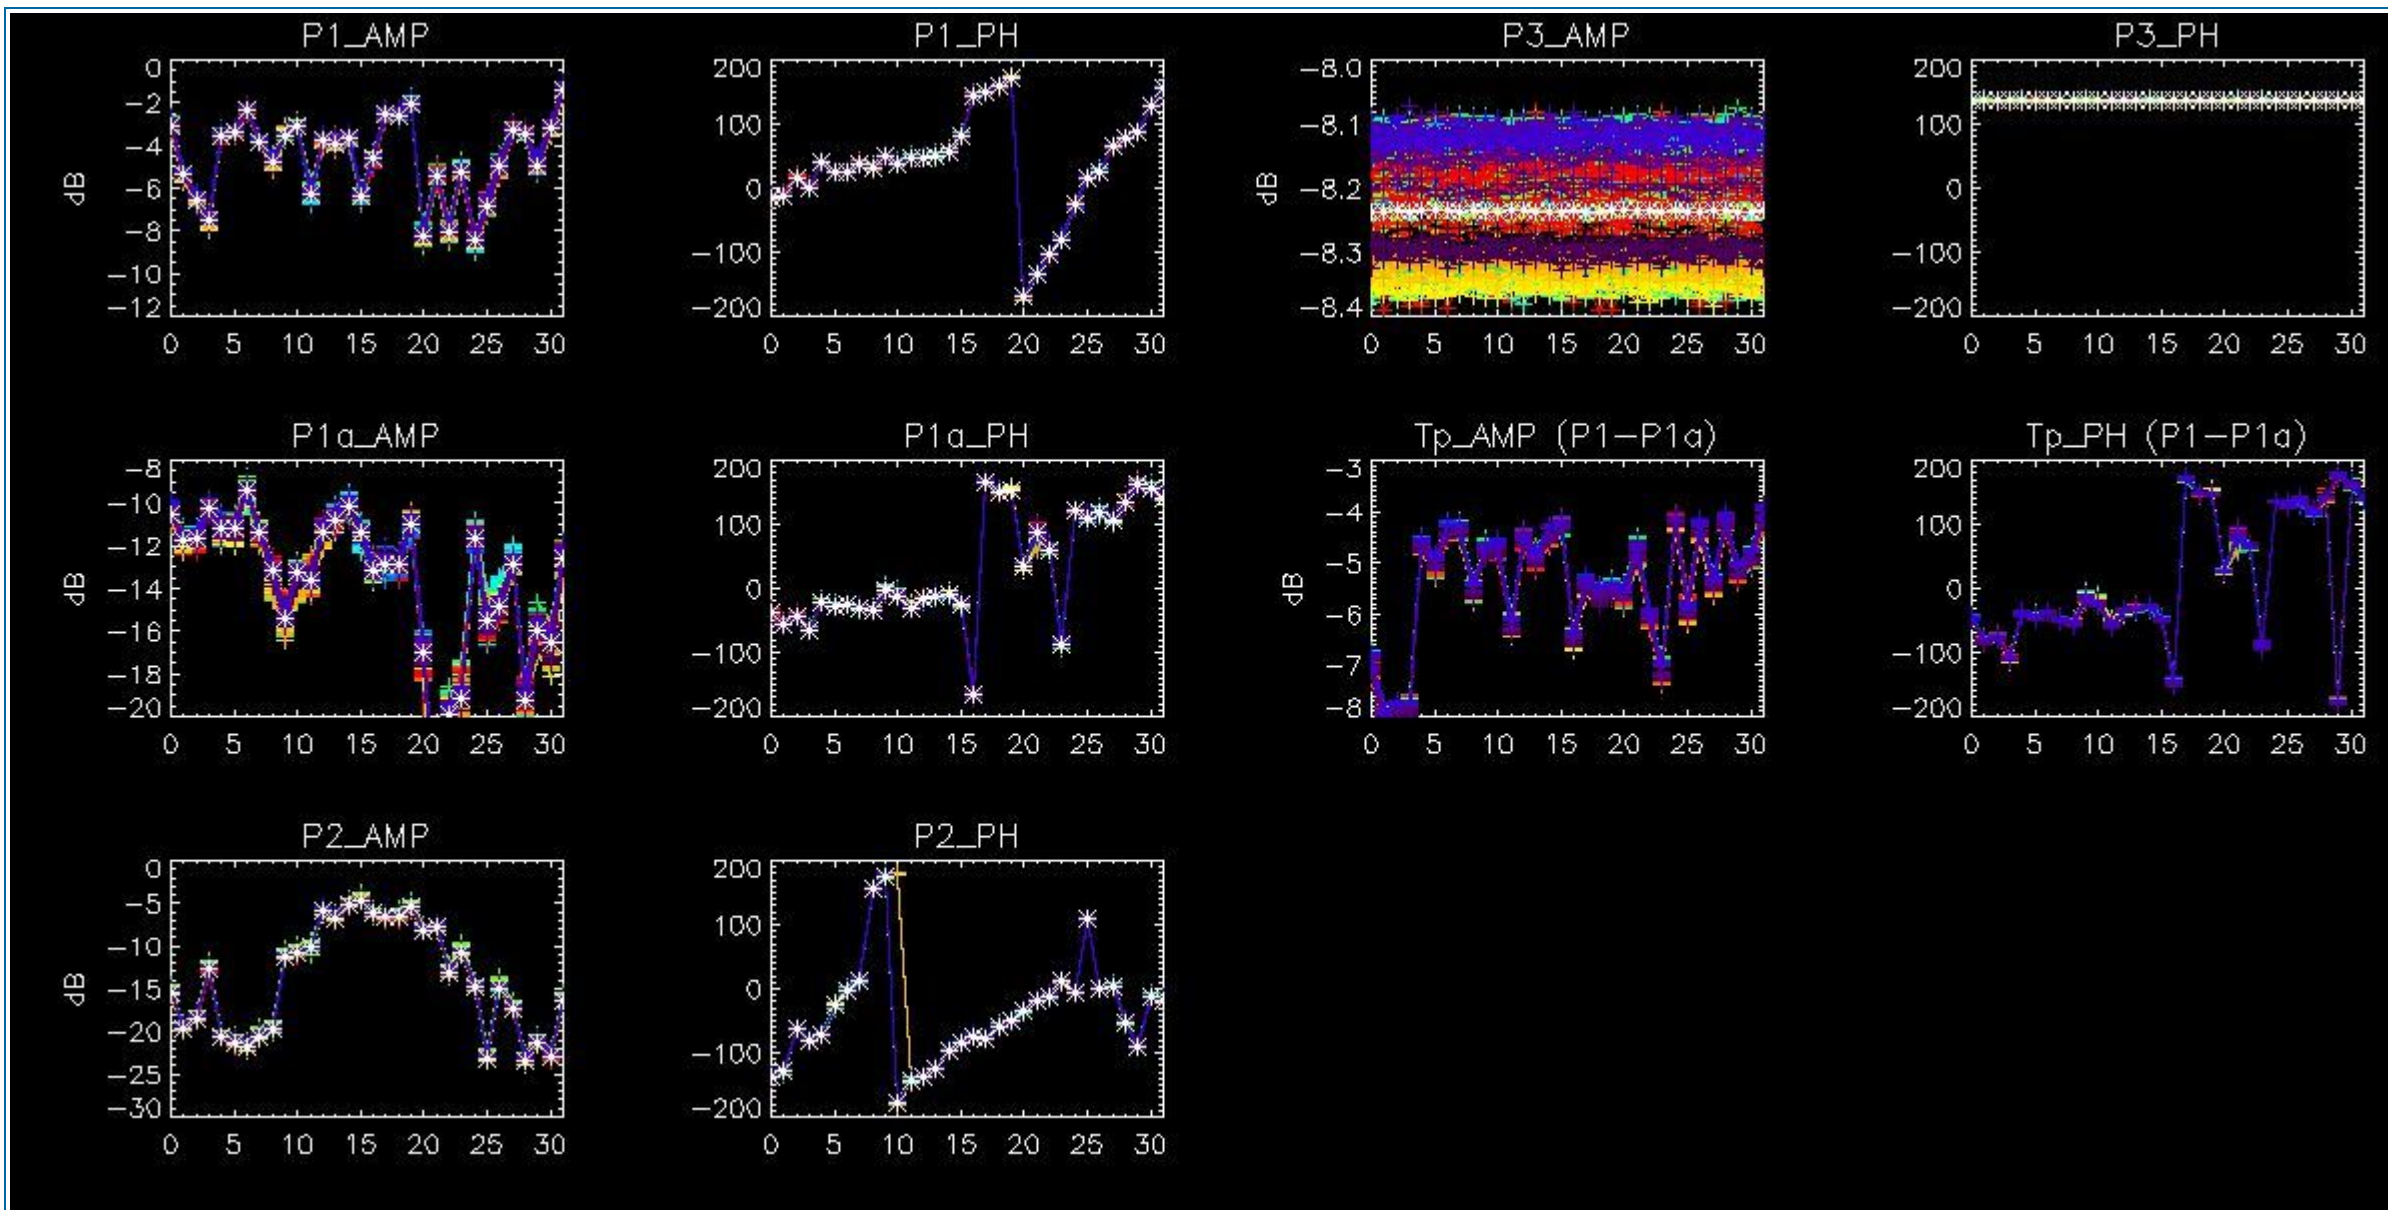 P1_AMP
P1_PH
P3_AMP
P3_PH
0
−2
−4
−6
−8
−10
−12
dB
0 5 10 15 20 25 30
200
100
0
−100
−200
0 5 10 15 20 25 30
−8.0
−8.1
−8.2
−8.3
−8.4
dB
0 5 10 15 20 25 30
200
100
0
−100
−200
0 5 10 15 20 25 30
P1a_AMP
P1a_PH
Tp_AMP (P1−P1a)
Tp_PH (P1−P1a)
−8
−10
−12
−14
−16
−18
−20
dB
0 5 10 15 20 25 30
200
100
0
−100
−200
0 5 10 15 20 25 30
−3
−4
−5
−6
−7
−8
dB
0 5 10 15 20 25 30
200
100
0
−100
−200
0 5 10 15 20 25 30
P2_AMP
P2_PH
0
−5
−10
−15
−20
−25
−30
dB
0 5 10 15 20 25 30
200
100
0
−100
−200
0 5 10 15 20 25 30